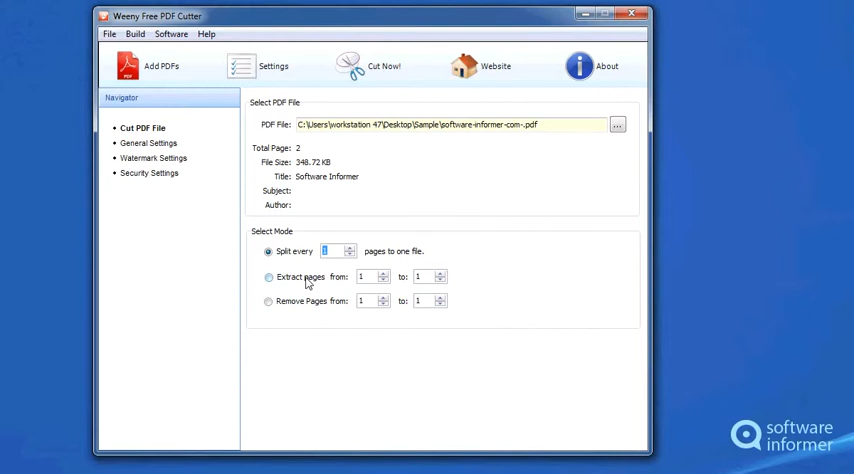 Weeny Free PDF Cutter
File Build Software Help
PDF
Add PDFs Settings Cut Now! Website About
Navigator
Cut PDF File
General Settings
Watermark Settings
Security Settings
Select PDF File
PDF File: C:\Users\workstation 47\Desktop\Sample\software-informer-com-.pdf ...
Total Page: 2
File Size: 348.72 KB
Title: Software Informer
Subject:
Author:
Select Mode
Split every 1 pages to one file.
Extract pages from: 1 to: 1
Remove Pages from: 1 to: 1
software
informer